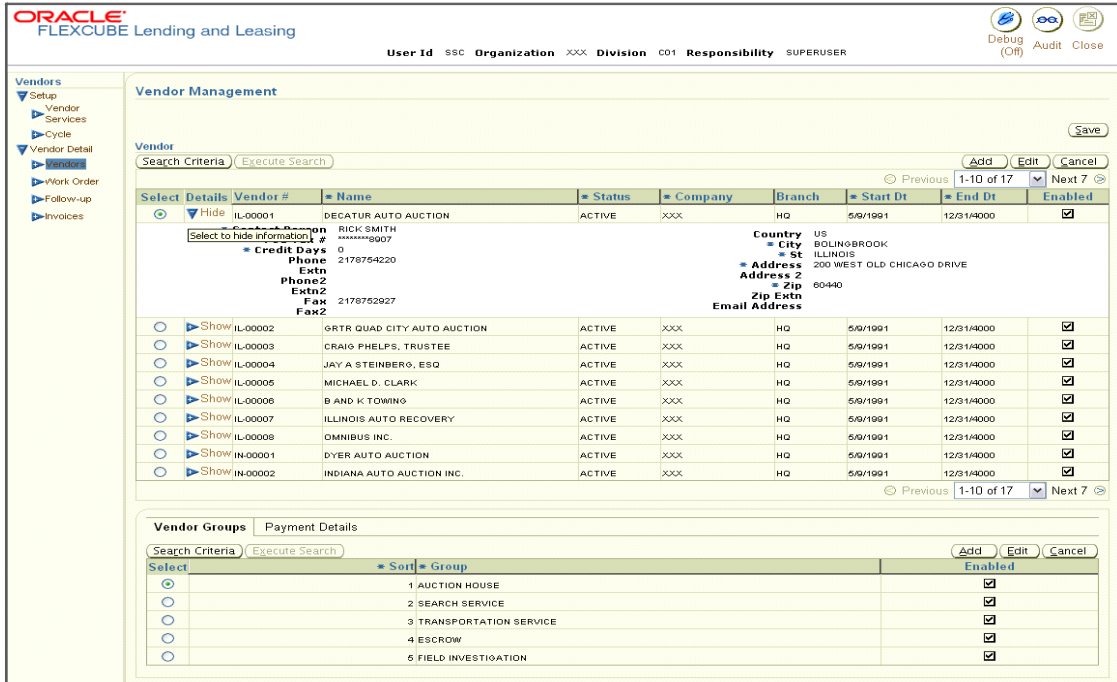 ORACLE
FLEXCUBE Lending and Leasing
User Id SSC Organization XXX Division C01 Responsibility SUPERUSER
Debug (Off) Audit Close
Vendors
Setup
Vendor Services
Cycle
Vendor Detail
Vendors
Work Order
Follow-up
Invoices
Vendor Management
Save
Vendor
Search Criteria Execute Search Add Edit Cancel
Previous 1-10 of 17 Next 7
Select Details Vendor # * Name * Status * Company Branch * Start Dt * End Dt Enabled
Hide IL-00001 DECATUR AUTO AUCTION ACTIVE XXX HQ 5/9/1991 12/31/4000
RICK SMITH
Select to hide information # ********8907
* Credit Days 0
Phone 2178754220
Extn
Phone2
Extn2
Fax 2178752927
Fax2
Country US
* City BOLINGBROOK
* St ILLINOIS
* Address 200 WEST OLD CHICAGO DRIVE
Address 2
* Zip 60440
Zip Extn
Email Address
Show IL-00002 GRTR QUAD CITY AUTO AUCTION ACTIVE XXX HQ 5/9/1991 12/31/4000
Show IL-00003 CRAIG PHELPS, TRUSTEE ACTIVE XXX HQ 5/9/1991 12/31/4000
Show IL-00004 JAY A STEINBERG, ESQ ACTIVE XXX HQ 5/9/1991 12/31/4000
Show IL-00005 MICHAEL D. CLARK ACTIVE XXX HQ 5/9/1991 12/31/4000
Show IL-00006 B AND K TOWING ACTIVE XXX HQ 5/9/1991 12/31/4000
Show IL-00007 ILLINOIS AUTO RECOVERY ACTIVE XXX HQ 5/9/1991 12/31/4000
Show IL-00008 OMNIBUS INC. ACTIVE XXX HQ 5/9/1991 12/31/4000
Show IN-00001 DYER AUTO AUCTION ACTIVE XXX HQ 5/9/1991 12/31/4000
Show IN-00002 INDIANA AUTO AUCTION INC. ACTIVE XXX HQ 5/9/1991 12/31/4000
Previous 1-10 of 17 Next 7
Vendor Groups Payment Details
Search Criteria Execute Search Add Edit Cancel
Select * Sort * Group Enabled
1 AUCTION HOUSE
2 SEARCH SERVICE
3 TRANSPORTATION SERVICE
4 ESCROW
5 FIELD INVESTIGATION